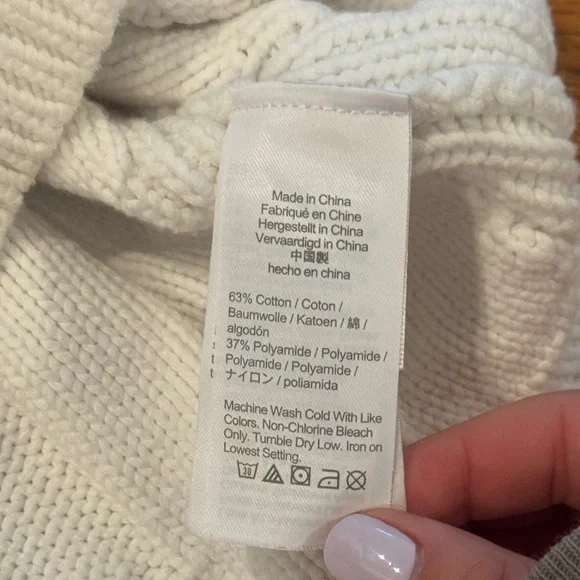 Made in China
Fabriqué en Chine
Hergestellt in China
Vervaardigd in China
中国製
hecho en china
63% Cotton / Coton /
Baumwolle / Katoen / 綿 /
algodón
37% Polyamide / Polyamide /
Polyamide / Polyamide /
ナイロン / poliamida
Machine Wash Cold With Like
Colors. Non-Chlorine Bleach
Only. Tumble Dry Low. Iron on
Lowest Setting.
30